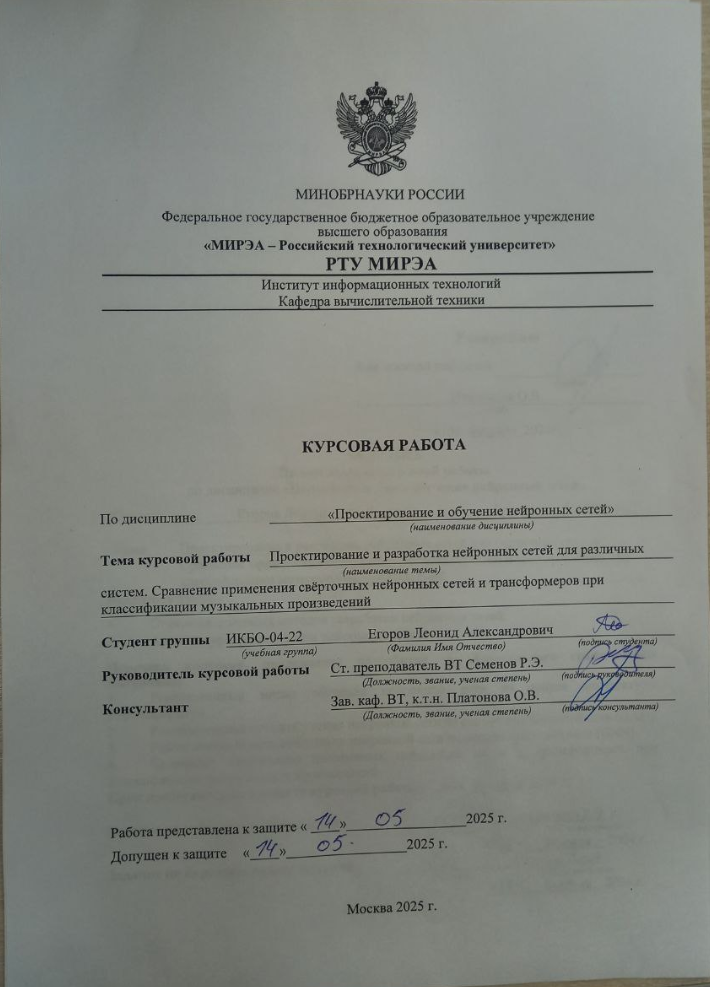 МИНОБРНАУКИ РОССИИ
Федеральное государственное бюджетное образовательное учреждение
высшего образования
«МИРЭА – Российский технологический университет»
РТУ МИРЭА
Институт информационных технологий
Кафедра вычислительной техники
КУРСОВАЯ РАБОТА
По дисциплине «Проектирование и обучение нейронных сетей»
(наименование дисциплины)
Тема курсовой работы Проектирование и разработка нейронных сетей для различных
(наименование темы)
систем. Сравнение применения свёрточных нейронных сетей и трансформеров при
классификации музыкальных произведений
Студент группы ИКБО-04-22 Егоров Леонид Александрович
(учебная группа) (Фамилия Имя Отчество) (подпись студента)
Руководитель курсовой работы Ст. преподаватель ВТ Семенов Р.Э.
(Должность, звание, ученая степень) (подпись руководителя)
Консультант Зав. каф. ВТ, к.т.н. Платонова О.В.
(Должность, звание, ученая степень) (подпись консультанта)
Работа представлена к защите «14» 05 2025 г.
Допущен к защите «14» 05 2025 г.
Москва 2025 г.